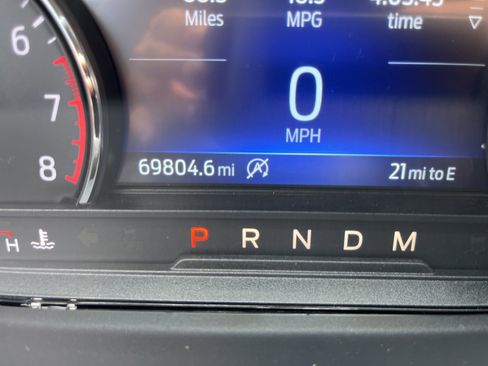 Miles MPG time
6
7
8
0
MPH
69804.6 mi A 21 mi to E
H P R N D M